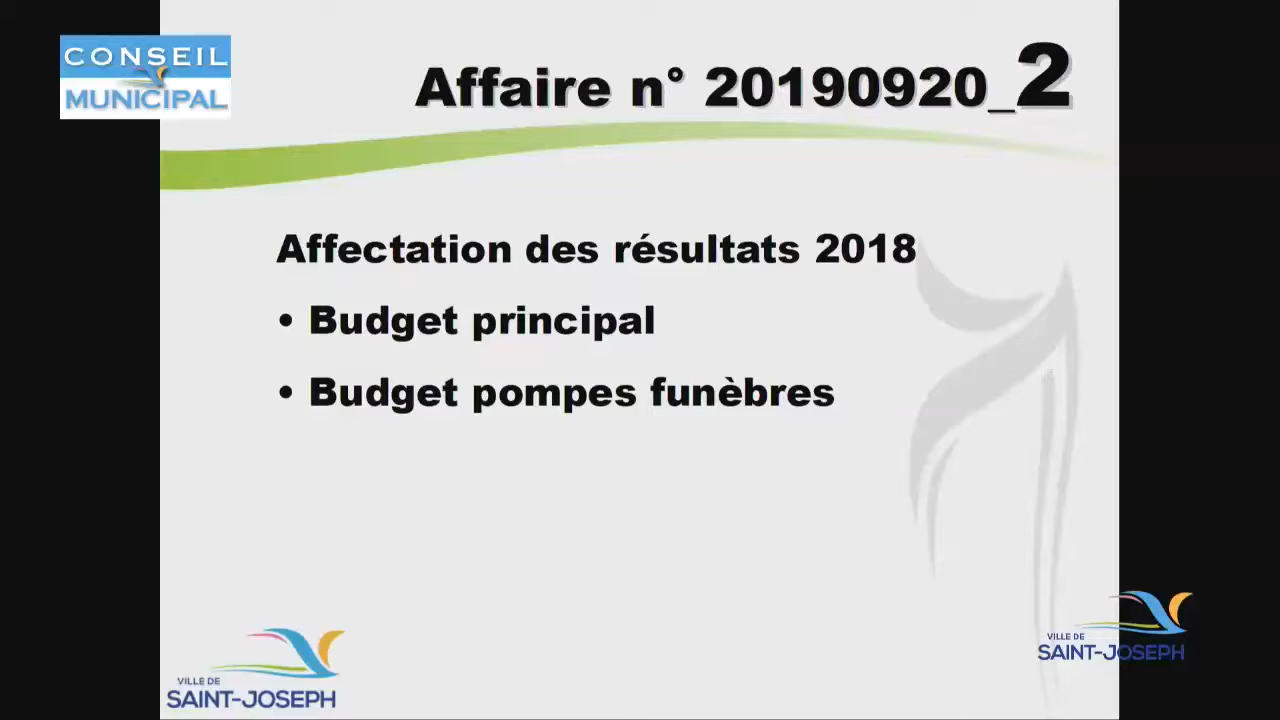 CONSEIL
MUNICIPAL
Affaire n° 20190920_2
Affectation des résultats 2018
• Budget principal
• Budget pompes funèbres
VILLE DE
SAINT-JOSEPH
VILLE DE
SAINT-JOSEPH